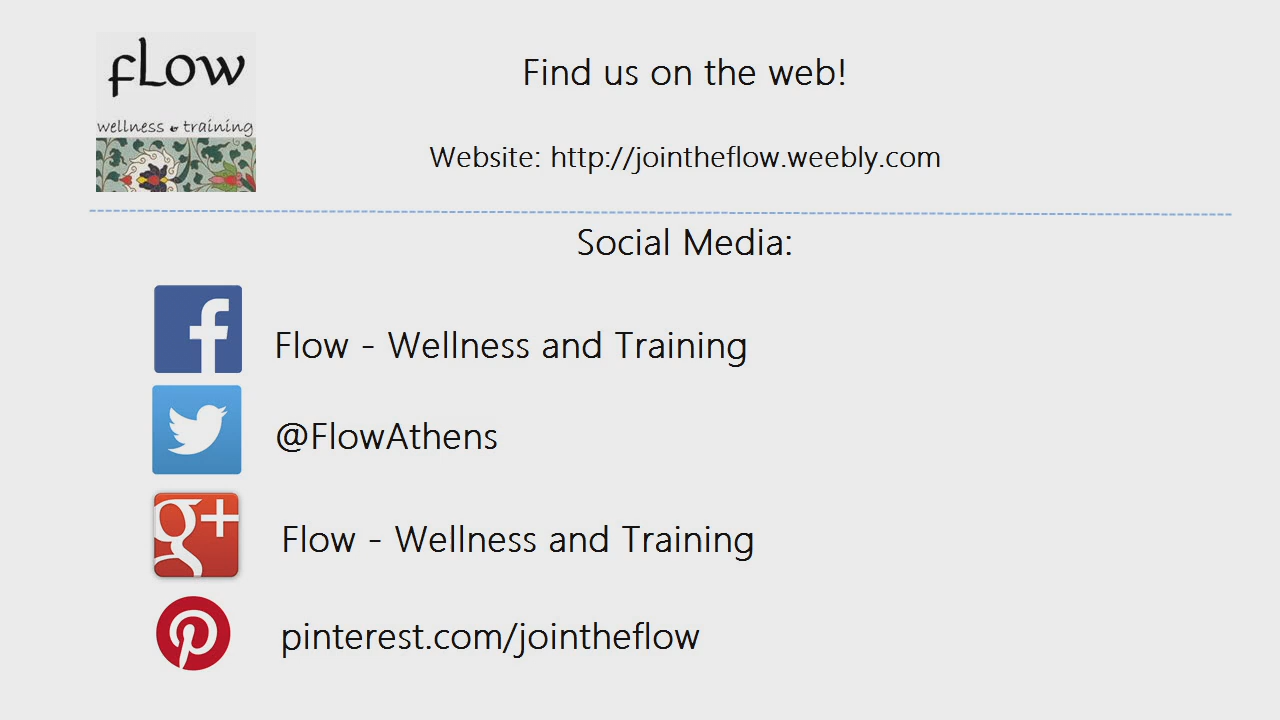 fLow
wellness & training
Find us on the web!
Website: http://jointheflow.weebly.com
Social Media:
f
Flow - Wellness and Training
@FlowAthens
g+
Flow - Wellness and Training
pinterest.com/jointheflow